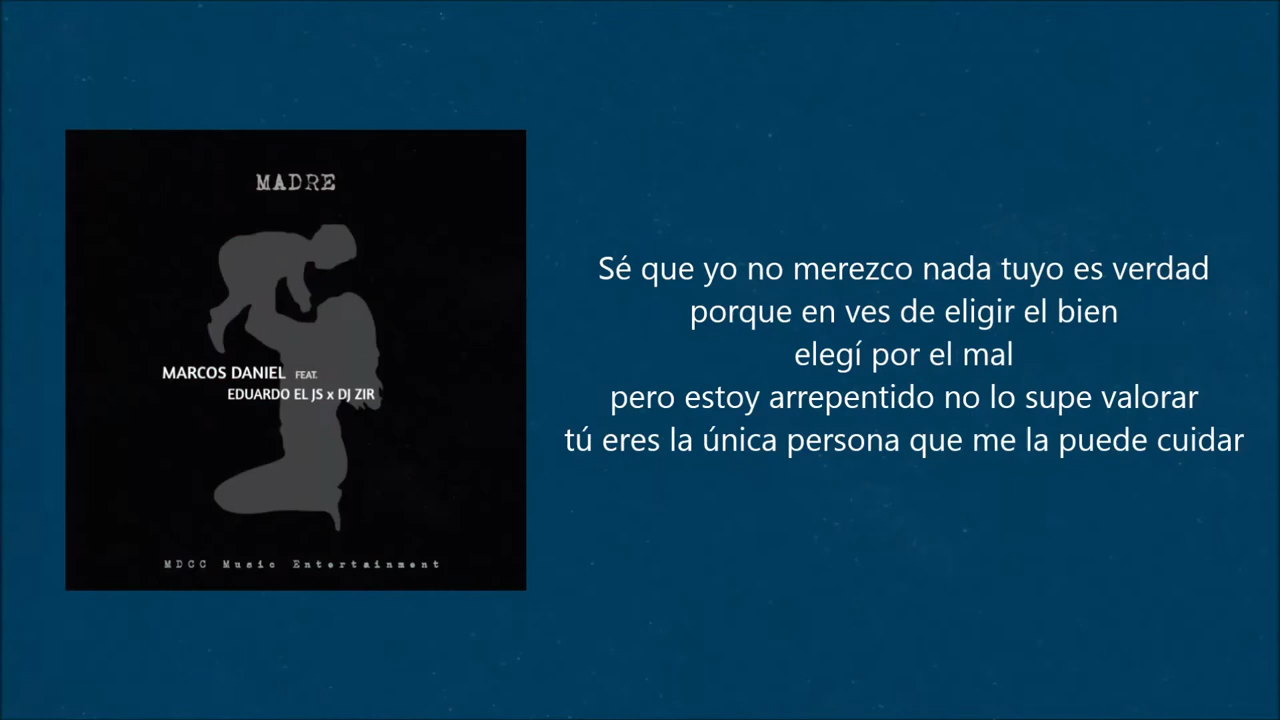 MADRE
MARCOS DANIEL FEAT.
EDUARDO EL JS x DJ ZIR
MDCC Music Entertainment
Sé que yo no merezco nada tuyo es verdad
porque en ves de eligir el bien
elegí por el mal
pero estoy arrepentido no lo supe valorar
tú eres la única persona que me la puede cuidar